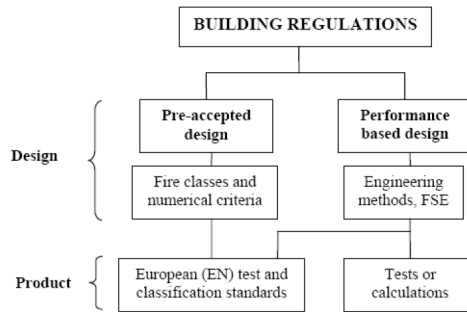 BUILDING REGULATIONS
Pre-accepted
design
Performance
based design
Design
Fire classes and
numerical criteria
Engineering
methods, FSE
Product
European (EN) test and
classification standards
Tests or
calculations